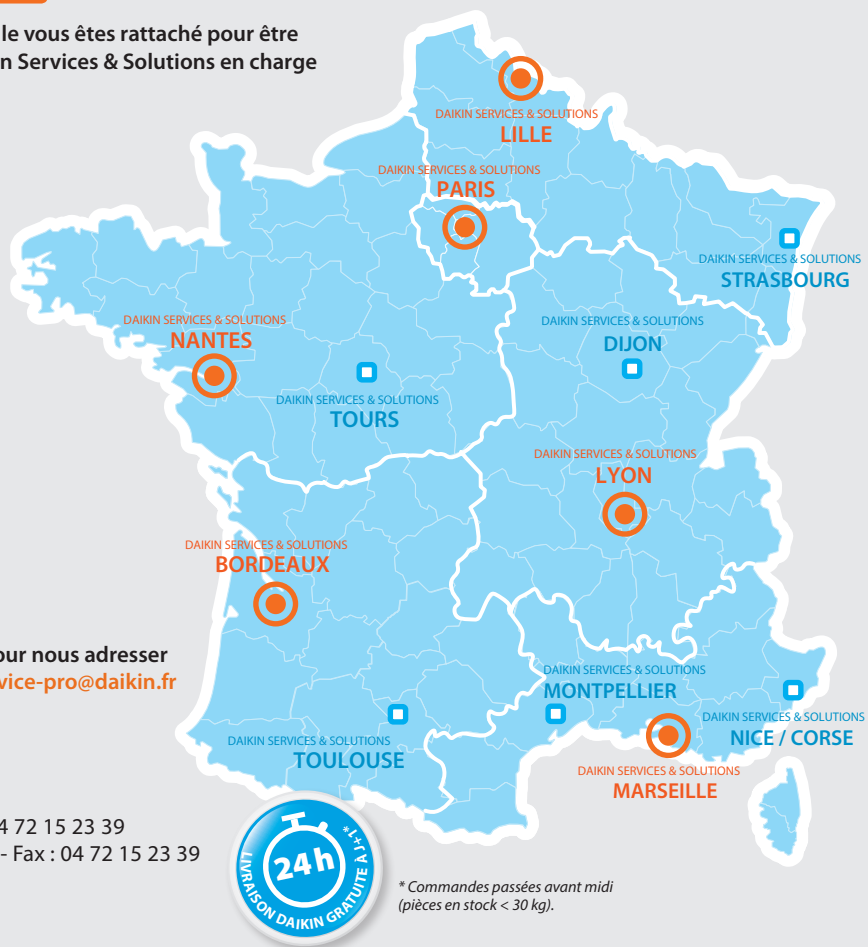 le vous êtes rattaché pour être
n Services & Solutions en charge
DAIKIN SERVICES & SOLUTIONS
LILLE
DAIKIN SERVICES & SOLUTIONS
PARIS
DAIKIN SERVICES & SOLUTIONS
STRASBOURG
DAIKIN SERVICES & SOLUTIONS
NANTES
DAIKIN SERVICES & SOLUTIONS
DIJON
DAIKIN SERVICES & SOLUTIONS
TOURS
DAIKIN SERVICES & SOLUTIONS
LYON
DAIKIN SERVICES & SOLUTIONS
BORDEAUX
our nous adresser
vice-pro@daikin.fr
DAIKIN SERVICES & SOLUTIONS
MONTPELLIER
DAIKIN SERVICES & SOLUTIONS
NICE / CORSE
DAIKIN SERVICES & SOLUTIONS
TOULOUSE
DAIKIN SERVICES & SOLUTIONS
MARSEILLE
4 72 15 23 39
- Fax : 04 72 15 23 39
24h
LIVRAISON DAIKIN GRATUITE À J+1*
* Commandes passées avant midi
(pièces en stock < 30 kg).